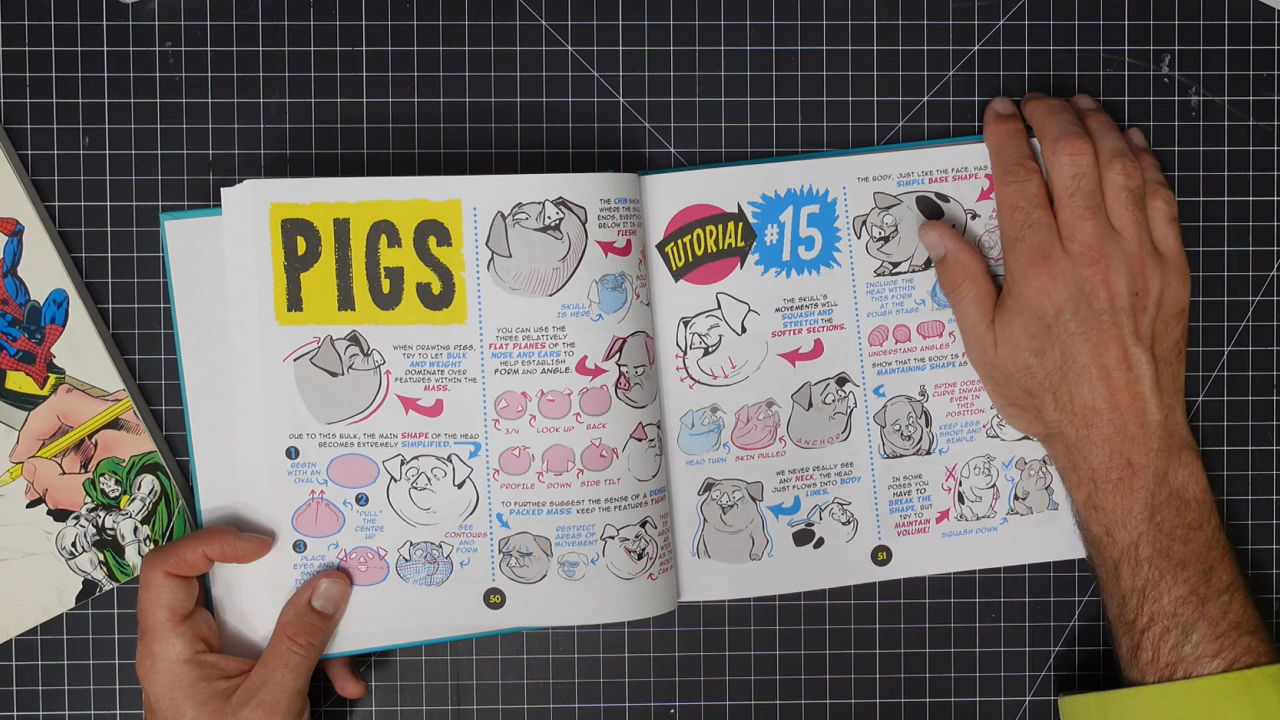 PIGS
WHEN DRAWING PIGS,
TRY TO LET BULK
AND WEIGHT
DOMINATE OVER
FEATURES WITHIN THE
MASS.
DUE TO THIS BULK, THE MAIN SHAPE OF THE HEAD
BECOMES EXTREMELY SIMPLIFIED.
1
BEGIN
WITH AN
OVAL
2
"PULL"
THE
CENTRE
UP
3
PLACE
EYES AND
SEE
CONTOURS
AND
FORM
THE CHIN
WHERE THE
ENDS,
BELOW IT IS
FLESH!
SKULL
IS HERE
YOU CAN USE THE
THREE RELATIVELY
FLAT PLANES OF THE
NOSE AND EARS TO
HELP ESTABLISH
FORM AND ANGLE.
3/4
LOOK UP
BACK
PROFILE
DOWN
SIDE TILT
TO FURTHER SUGGEST THE SENSE OF A DENSE
PACKED MASS, KEEP THE FEATURES
RESTRICT
AREAS OF
MOVEMENT
50
TUTORIAL
#15
THE SKULL'S
MOVEMENTS WILL
SQUASH AND
STRETCH THE
SOFTER SECTIONS.
HEAD TURN
SKIN PULLED
ANCHOR
WE NEVER REALLY SEE
ANY NECK, THE HEAD
JUST FLOWS INTO BODY
LINES.
THE BODY, JUST LIKE THE FACE, HAS
SIMPLE BASE SHAPE.
INCLUDE THE
HEAD WITHIN
THIS FORM
AT THE
ROUGH STAGE
UNDERSTAND ANGLES
SHOW THAT THE BODY IS
MAINTAINING SHAPE
SPINE DOES
CURVE INWARD
EVEN IN
THIS
POSITION.
KEEP LEGS
SHORT AND
SIMPLE.
IN SOME
POSES YOU
HAVE TO
BREAK THE
SHAPE, BUT
TRY TO
MAINTAIN
VOLUME!
SQUASH DOWN
51